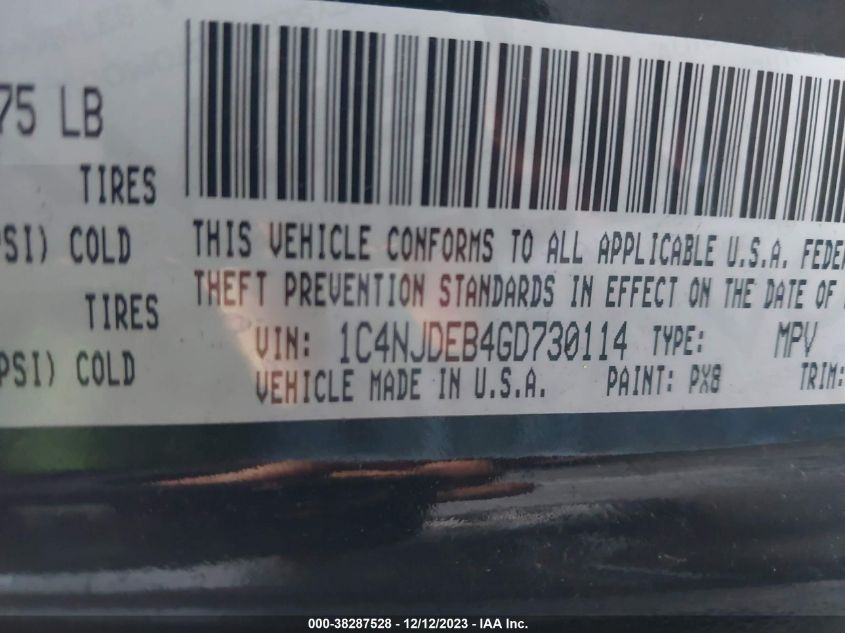 75 LB
TIRES
PSI) COLD
TIRES
PSI) COLD
THIS VEHICLE CONFORMS TO ALL APPLICABLE U.S.A. FEDER
THEFT PREVENTION STANDARDS IN EFFECT ON THE DATE OF
VIN: 1C4NJDEB4GD730114 TYPE: MPV
VEHICLE MADE IN U.S.A. PAINT: PX8 TRIM:
000-38287528 - 12/12/2023 - IAA Inc.